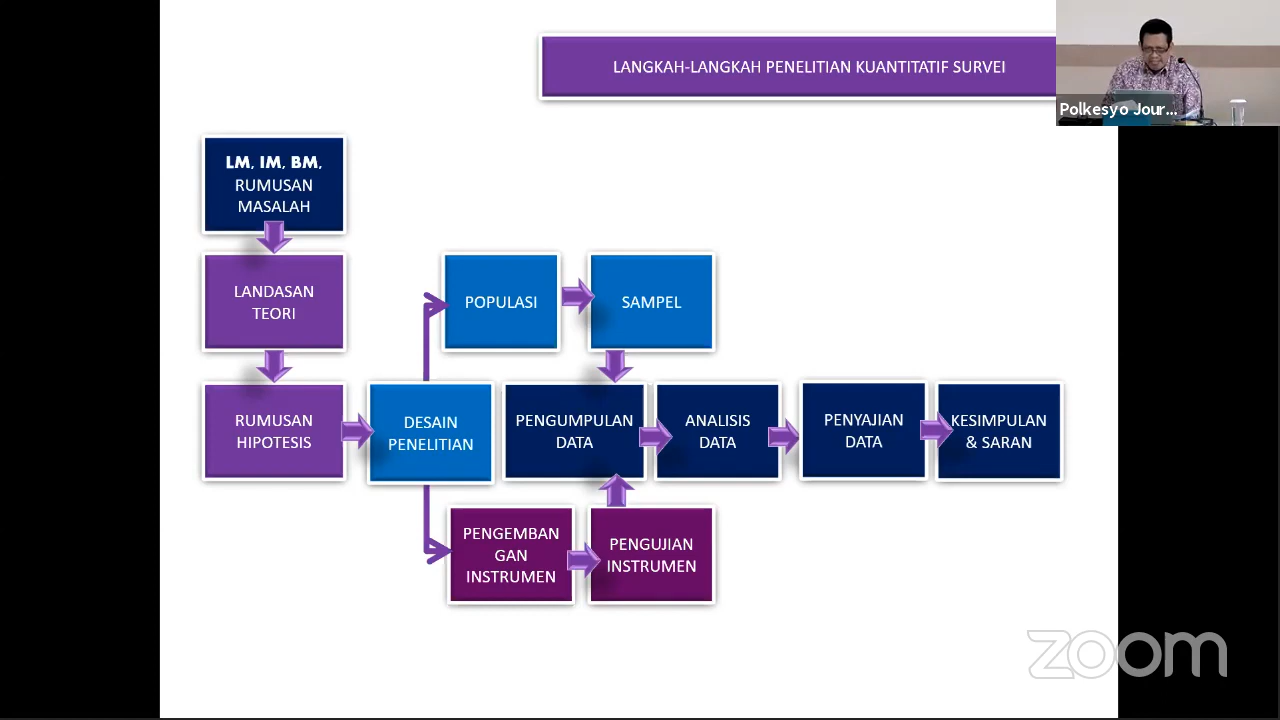 LANGKAH-LANGKAH PENELITIAN KUANTITATIF SURVEI
Polkesyo Jour...
LM, IM, BM,
RUMUSAN
MASALAH
LANDASAN
TEORI
POPULASI
SAMPEL
RUMUSAN
HIPOTESIS
DESAIN
PENELITIAN
PENGUMPULAN
DATA
ANALISIS
DATA
PENYAJIAN
DATA
KESIMPULAN
& SARAN
PENGEMBAN
GAN
INSTRUMEN
PENGUJIAN
INSTRUMEN
zoom